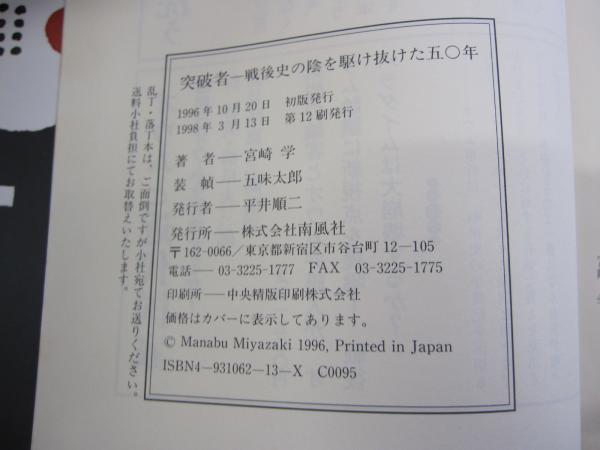 突破者―戦後史の陰を駆け抜けた五〇年
1996年10月20日 初版発行
1998年 3月13日 第12刷発行
著 者――宮崎 学
装 幀――五味太郎
発行者――平井順二
発行所――株式会社南風社
〒162-0066/東京都新宿区市谷台町12-105
電話―― 03-3225-1777 FAX 03-3225-1775
印刷所――中央精版印刷株式会社
価格はカバーに表示してあります。
© Manabu Miyazaki 1996, Printed in Japan
ISBN4-931062-13-X C0095
乱丁・落丁本は、ご面倒ですが小社宛てお送りください。
送料小社負担にてお取替えいたします。